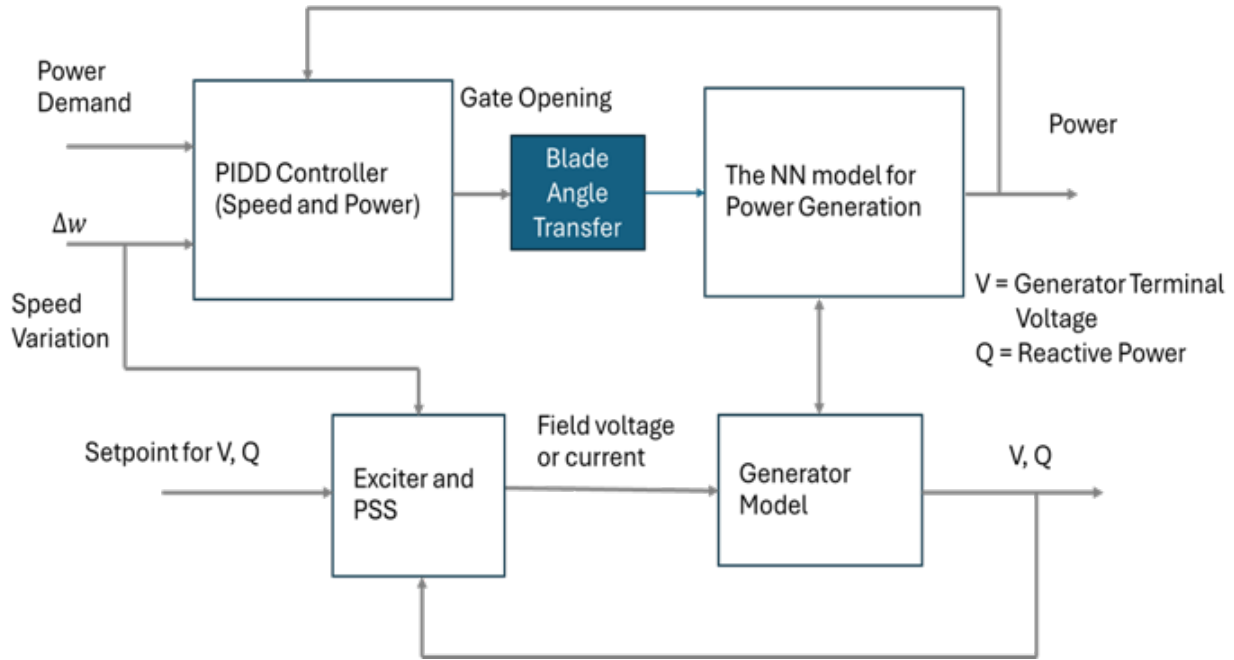 Power
Demand
Gate Opening
Power
PIDD Controller
(Speed and Power)
Blade
Angle
Transfer
The NN model for
Power Generation
Δw
Speed
Variation
V = Generator Terminal
Voltage
Q = Reactive Power
Setpoint for V, Q
Exciter and
PSS
Field voltage
or current
Generator
Model
V, Q